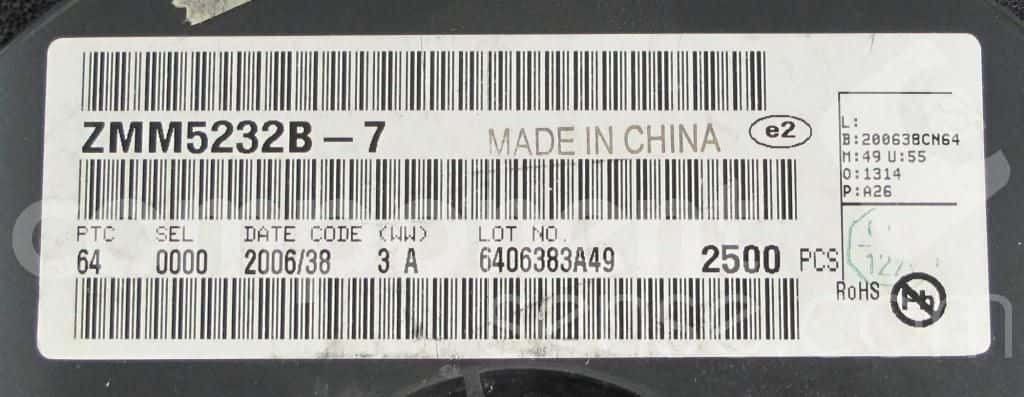 ZMM5232B-7 MADE IN CHINA e2
L:
B:200638CN64
M:49 U:55
O:1314
P:A26
PTC SEL DATE CODE (WW) LOT NO.
64 0000 2006/38 3 A 6406383A49 2500 PCS
RoHS Pb